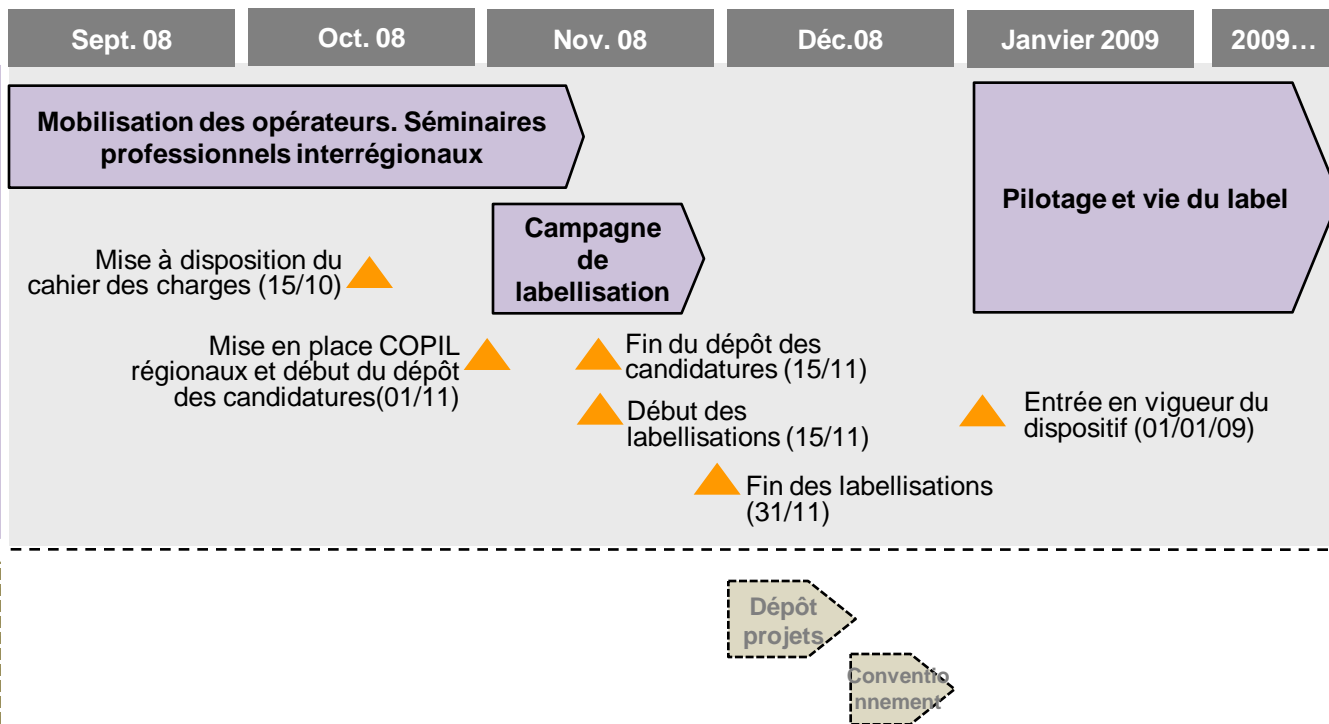 Sept. 08
Oct. 08
Nov. 08
Déc.08
Janvier 2009
2009…
Mobilisation des opérateurs. Séminaires
professionnels interrégionaux
Pilotage et vie du label
Campagne
de
labellisation
Mise à disposition du
cahier des charges (15/10)
Mise en place COPIL
régionaux et début du dépôt
des candidatures(01/11)
Fin du dépôt des
candidatures (15/11)
Début des
labellisations (15/11)
Entrée en vigueur du
dispositif (01/01/09)
Fin des labellisations
(31/11)
Dépôt
projets
Conventio
nnement